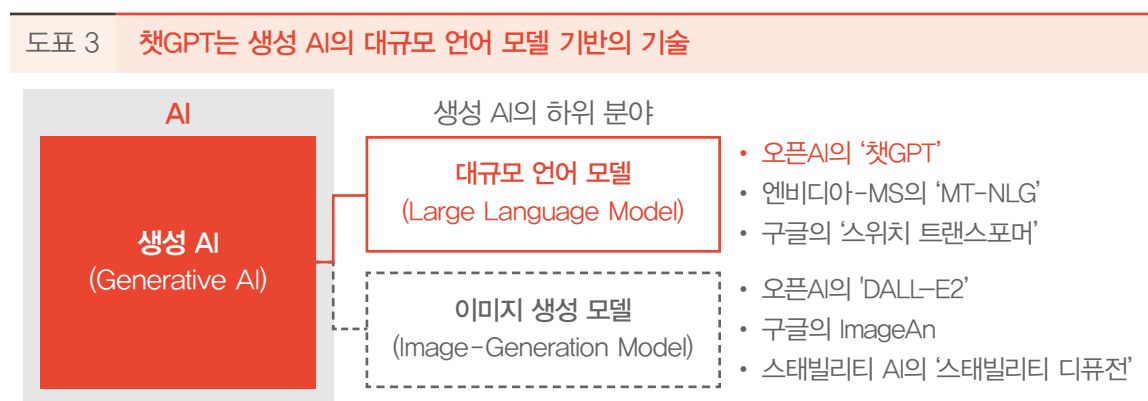 도표 3 챗GPT는 생성 AI의 대규모 언어 모델 기반의 기술
AI
생성 AI
(Generative AI)
생성 AI의 하위 분야
대규모 언어 모델
(Large Language Model)
• 오픈AI의 ‘챗GPT’
• 엔비디아-MS의 ‘MT-NLG’
• 구글의 ‘스위치 트랜스포머’
이미지 생성 모델
(Image-Generation Model)
• 오픈AI의 'DALL-E2’
• 구글의 ImageAn
• 스태빌리티 AI의 ‘스태빌리티 디퓨전’